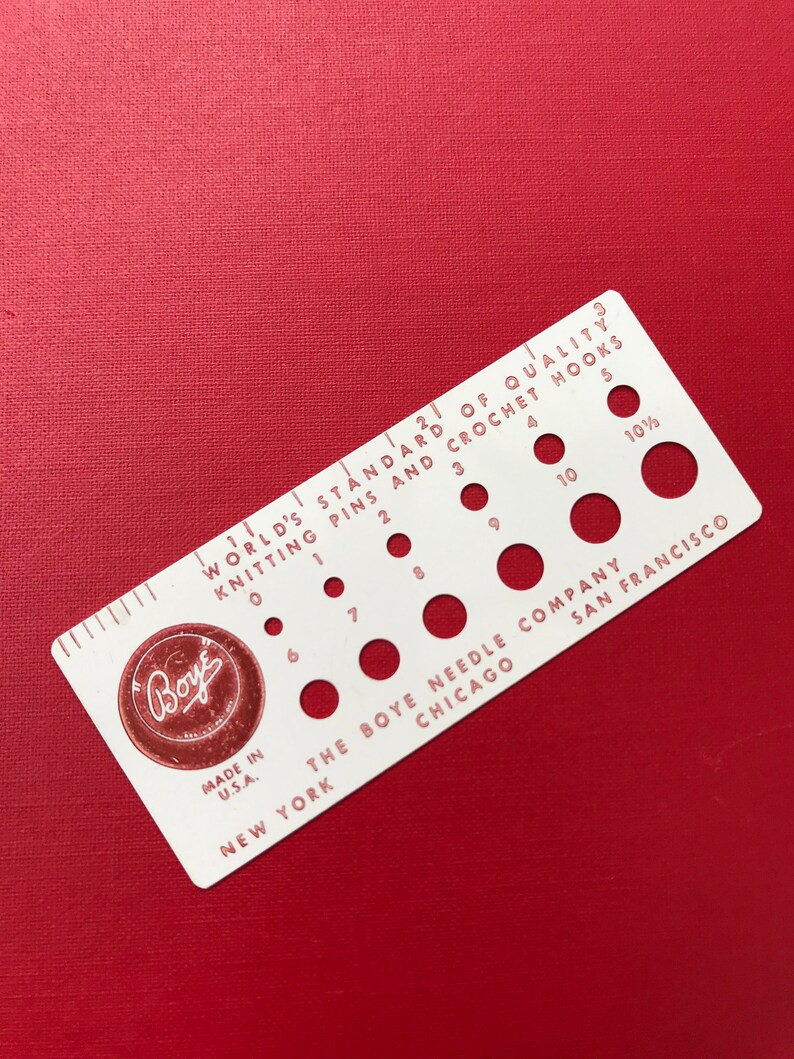 1 2 3
WORLD'S STANDARD OF QUALITY
KNITTING PINS AND CROCHET HOOKS
0 1 2 3 4 5
6 7 8 9 10 10½
"Boye"
MADE IN
U.S.A.
THE BOYE NEEDLE COMPANY
NEW YORK CHICAGO SAN FRANCISCO